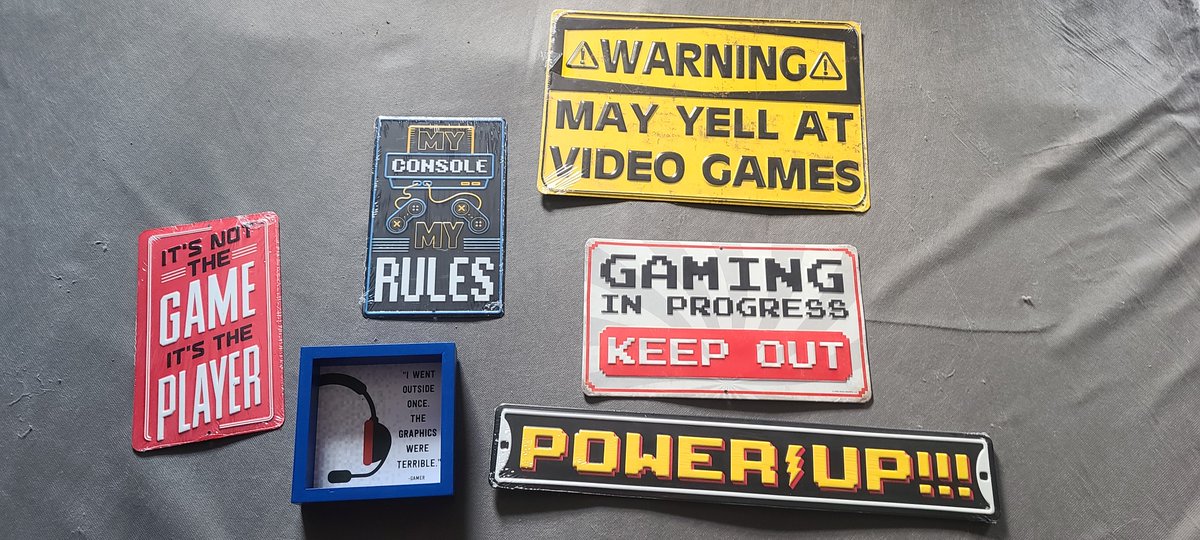 WARNING
MAY YELL AT
VIDEO GAMES
MY
CONSOLE
MY
RULES
IT'S NOT
THE
GAME
IT'S THE
PLAYER
GAMING
IN PROGRESS
KEEP OUT
"I WENT
OUTSIDE
ONCE.
THE
GRAPHICS
WERE
TERRIBLE."
-GAMER
POWER UP!!!